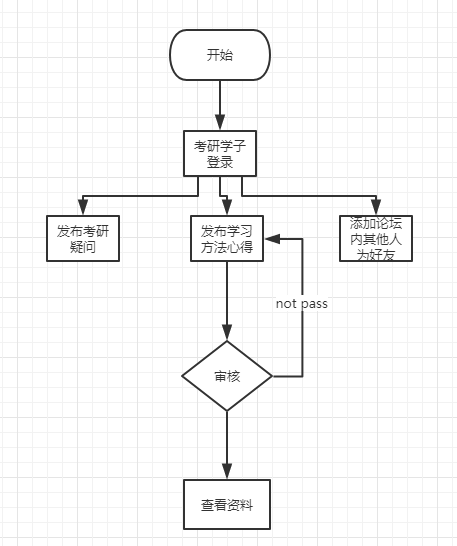 开始
考研学子
登录
发布考研
疑问
发布学习
方法心得
添加论坛
内其他人
为好友
not pass
审核
查看资料